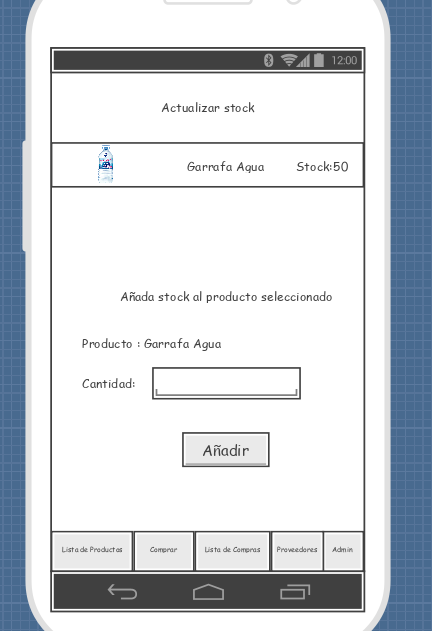 12:00
Actualizar stock
Garrafa Agua Stock:50
Añada stock al producto seleccionado
Producto : Garrafa Agua
Cantidad:
Añadir
Lista de Productos Comprar Lista de Compras Proveedores Admin